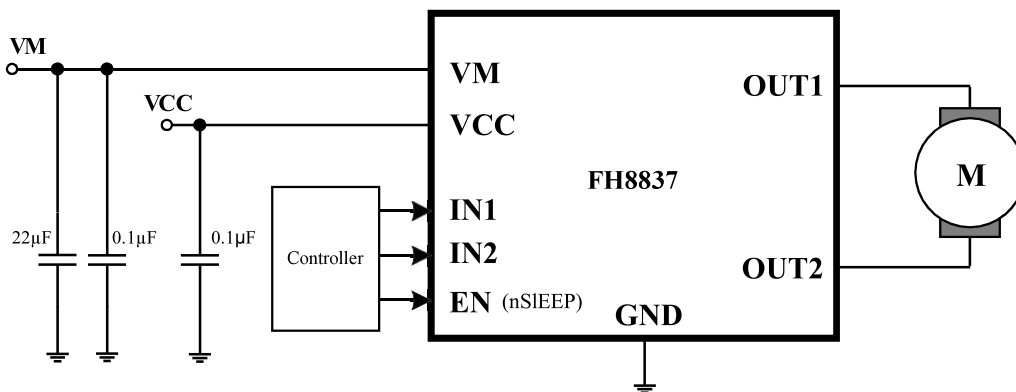 VM
VM
OUT1
VCC
VCC
FH8837
M
IN1
22µF
0.1µF
0.1µF
Controller
IN2
OUT2
EN (nSlEEP)
GND